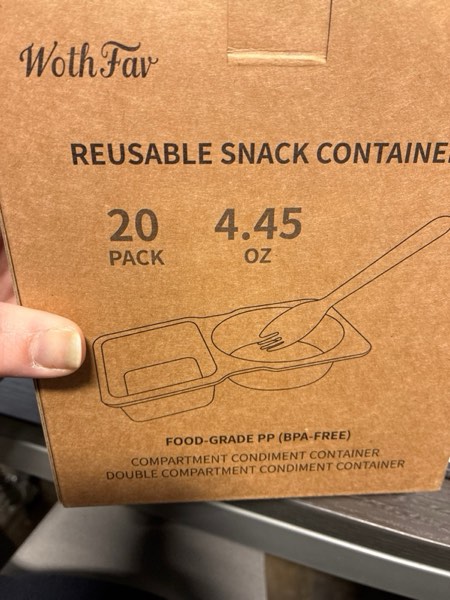 WothFav
REUSABLE SNACK CONTAINE
20 4.45
PACK OZ
FOOD-GRADE PP (BPA-FREE)
COMPARTMENT CONDIMENT CONTAINER
DOUBLE COMPARTMENT CONDIMENT CONTAINER